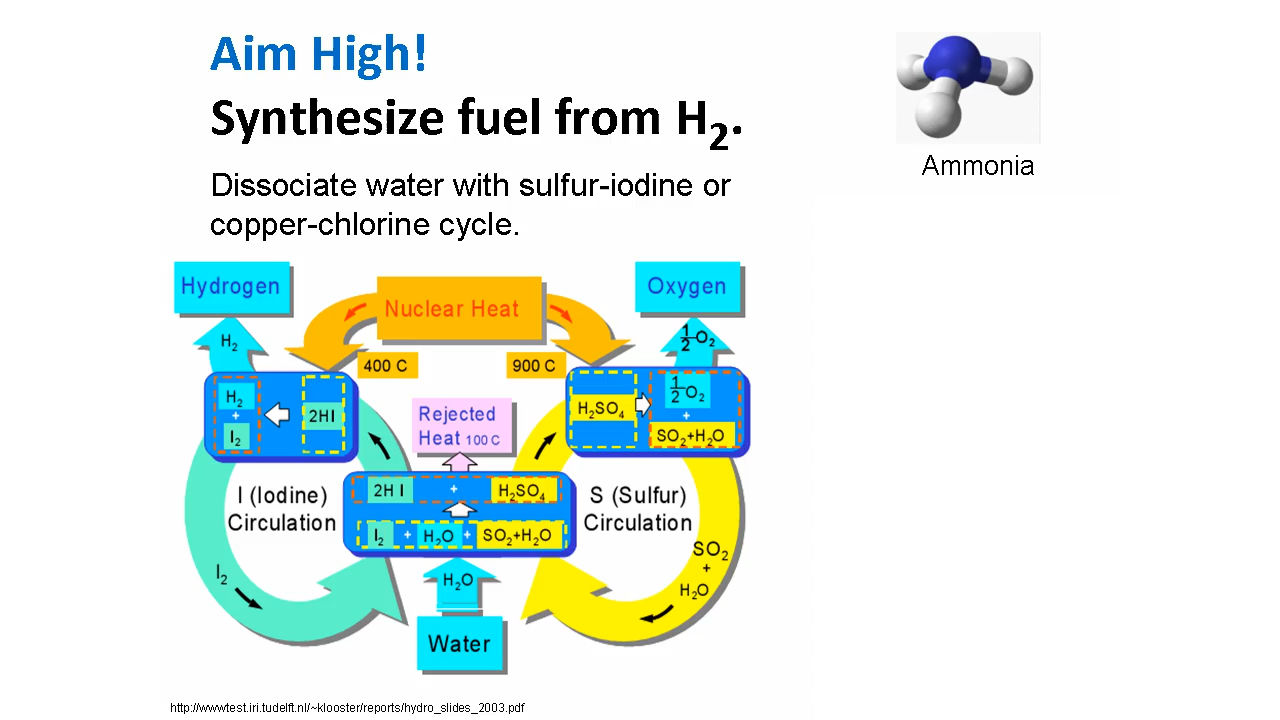 Aim High!
Synthesize fuel from H₂.
Ammonia
Dissociate water with sulfur-iodine or
copper-chlorine cycle.
Hydrogen
Nuclear Heat
Oxygen
H₂
½O₂
400 C
900 C
H₂
+
I₂
2HI
H₂SO₄
½O₂
+
SO₂+H₂O
Rejected
Heat 100 C
2H I + H₂SO₄
I₂ + H₂O + SO₂+H₂O
I (Iodine)
Circulation
S (Sulfur)
Circulation
I₂
SO₂
+
H₂O
H₂O
Water
http://wwwtest.iri.tudelft.nl/~klooster/reports/hydro_slides_2003.pdf